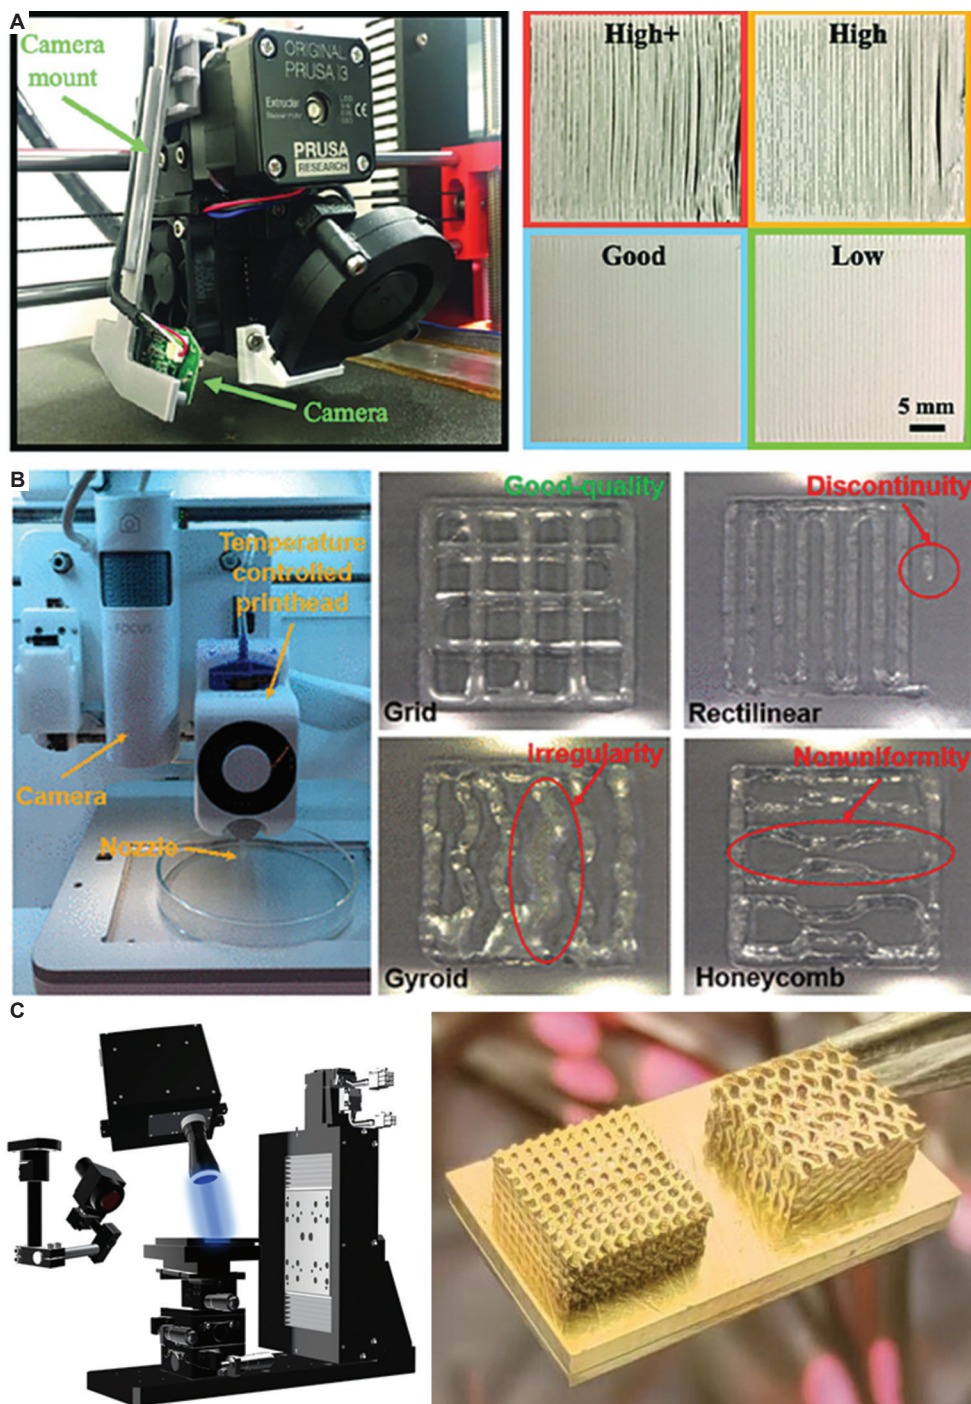 A
Camera
mount
ORIGINAL
PRUSA i3
Extruder
PRUSA
RESEARCH
Camera
High+
High
Good
Low
5 mm
B
FOCUS
Temperature
controlled
printhead
Camera
Nozzle
Good-quality
Grid
Discontinuity
Rectilinear
Irregularity
Gyroid
Nonuniformity
Honeycomb
C